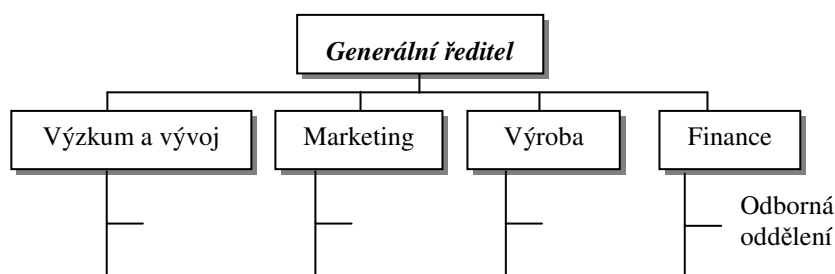 Generální ředitel
Výzkum a vývoj
Marketing
Výroba
Finance
Odborná
oddělení